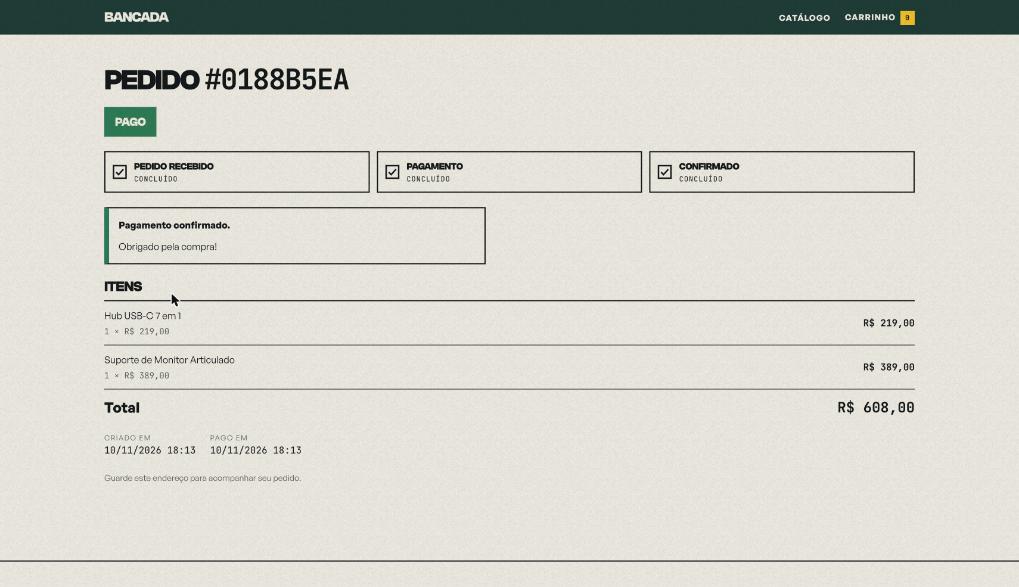 BANCADA
CATÁLOGO CARRINHO 0
PEDIDO #0188B5EA
PAGO
PEDIDO RECEBIDO
CONCLUÍDO
PAGAMENTO
CONCLUÍDO
CONFIRMADO
CONCLUÍDO
Pagamento confirmado.
Obrigado pela compra!
ITENS
Hub USB-C 7 em 1
1 × R$ 219,00
R$ 219,00
Suporte de Monitor Articulado
1 × R$ 389,00
R$ 389,00
Total R$ 608,00
CRIADO EM PAGO EM
10/11/2026 18:13 10/11/2026 18:13
Guarde este endereço para acompanhar seu pedido.